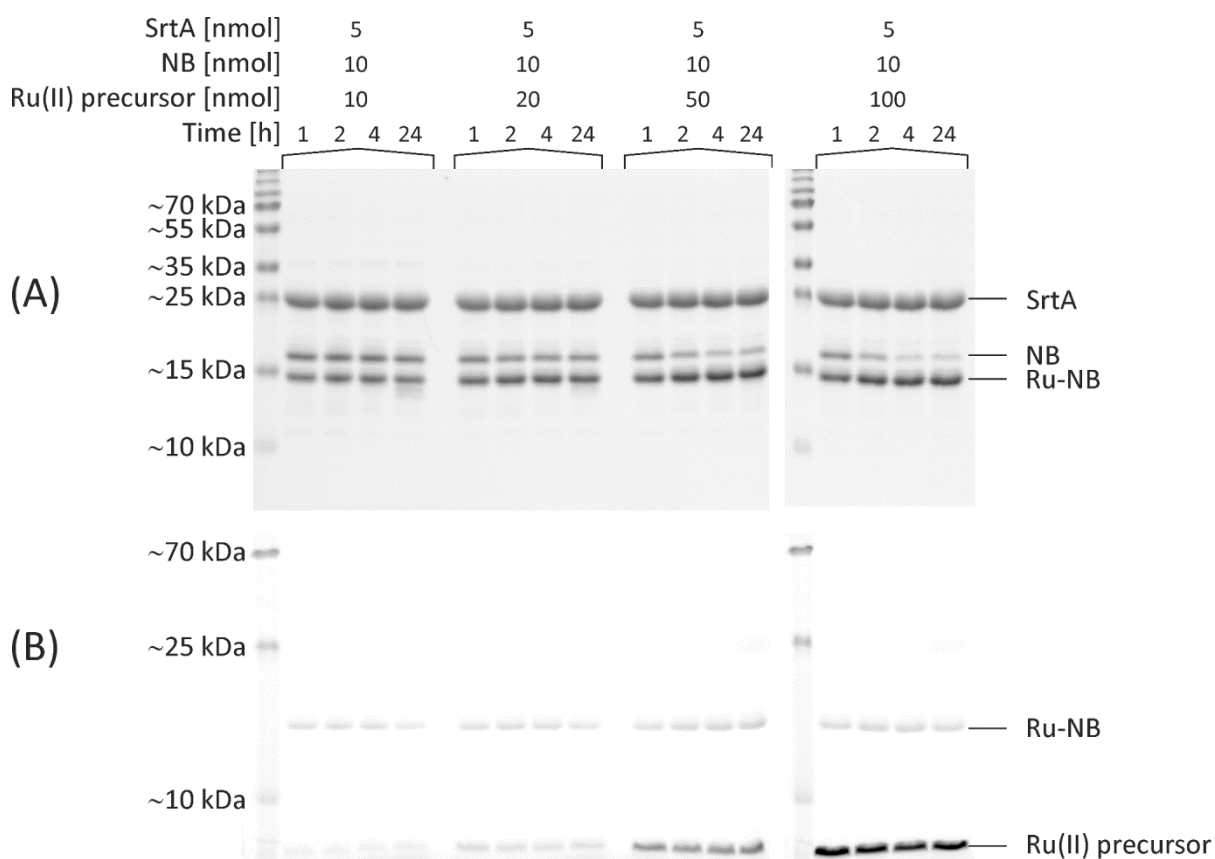 SrtA [nmol] 5 5 5 5
NB [nmol] 10 10 10 10
Ru(II) precursor [nmol] 10 20 50 100
Time [h] 1 2 4 24 1 2 4 24 1 2 4 24 1 2 4 24
~70 kDa
~55 kDa
~35 kDa
(A)
~25 kDa SrtA
NB
~15 kDa Ru-NB
~10 kDa
~70 kDa
(B)
~25 kDa
Ru-NB
~10 kDa
Ru(II) precursor